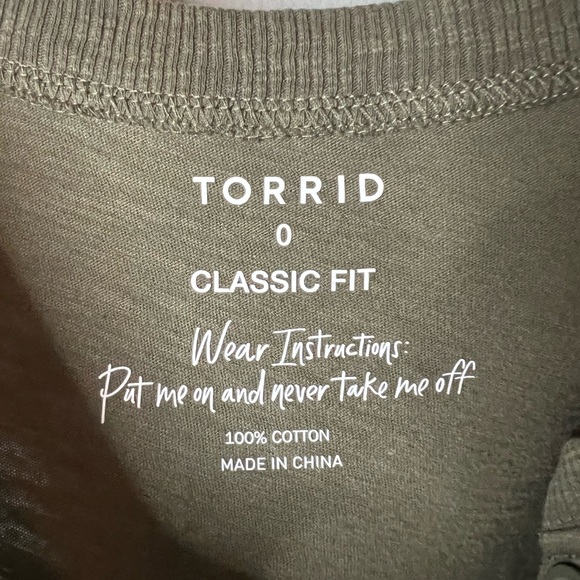 TORRID
0
CLASSIC FIT
Wear Instructions:
Put me on and never take me off
100% COTTON
MADE IN CHINA